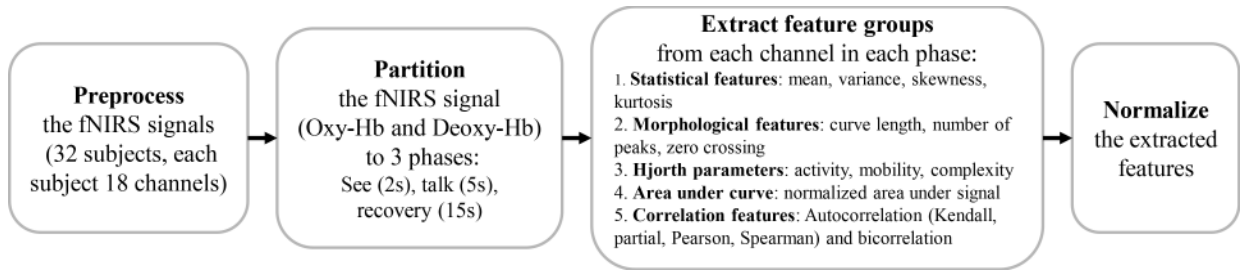 Preprocess
the fNIRS signals
(32 subjects, each
subject 18 channels)
Partition
the fNIRS signal
(Oxy-Hb and Deoxy-Hb)
to 3 phases:
See (2s), talk (5s),
recovery (15s)
Extract feature groups
from each channel in each phase:
1. Statistical features: mean, variance, skewness,
kurtosis
2. Morphological features: curve length, number of
peaks, zero crossing
3. Hjorth parameters: activity, mobility, complexity
4. Area under curve: normalized area under signal
5. Correlation features: Autocorrelation (Kendall,
partial, Pearson, Spearman) and bicorrelation
Normalize
the extracted
features